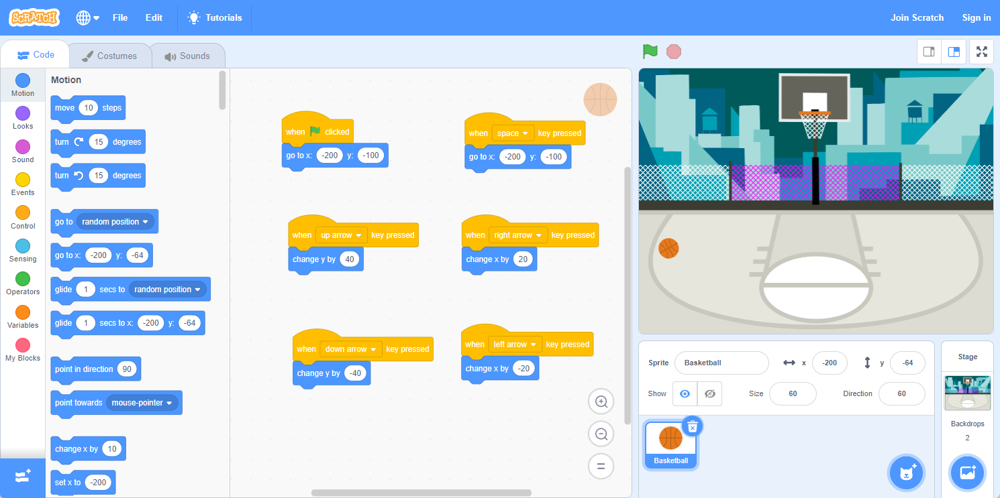 SCRATCH File Edit Tutorials Join Scratch Sign in
Code Costumes Sounds
Motion
Looks
Sound
Events
Control
Sensing
Operators
Variables
My Blocks
Motion
move 10 steps
turn 15 degrees
turn 15 degrees
go to random position
go to x: -200 y: -64
glide 1 secs to random position
glide 1 secs to x: -200 y: -64
point in direction 90
point towards mouse-pointer
change x by 10
set x to -200
when clicked
go to x: -200 y: -100
when space key pressed
go to x: -200 y: -100
when up arrow key pressed
change y by 40
when right arrow key pressed
change x by 20
when down arrow key pressed
change y by -40
when left arrow key pressed
change x by -20
Sprite Basketball x -200 y -64
Show Size 60 Direction 60
Basketball
Stage
Backdrops
2